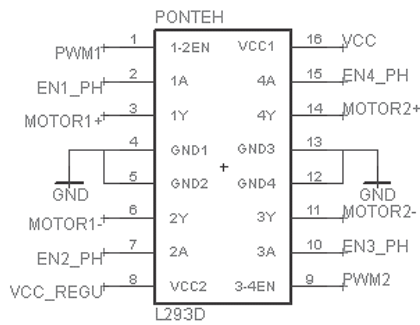 PONTEH
PWM1 1 1-2EN VCC1 16 VCC
EN1_PH 2 1A 4A 15 EN4_PH
MOTOR1+ 3 1Y 4Y 14 MOTOR2+
4 GND1 GND3 13
GND 5 GND2 GND4 12 GND
MOTOR1- 6 2Y 3Y 11 MOTOR2-
EN2_PH 7 2A 3A 10 EN3_PH
VCC_REGU 8 VCC2 3-4EN 9 PWM2
L293D